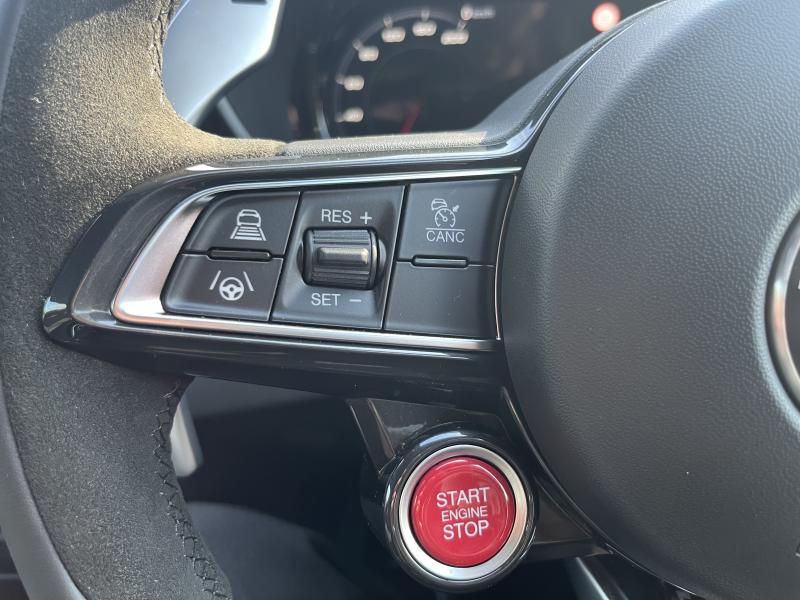 RES +
CANC
SET −
START
ENGINE
STOP